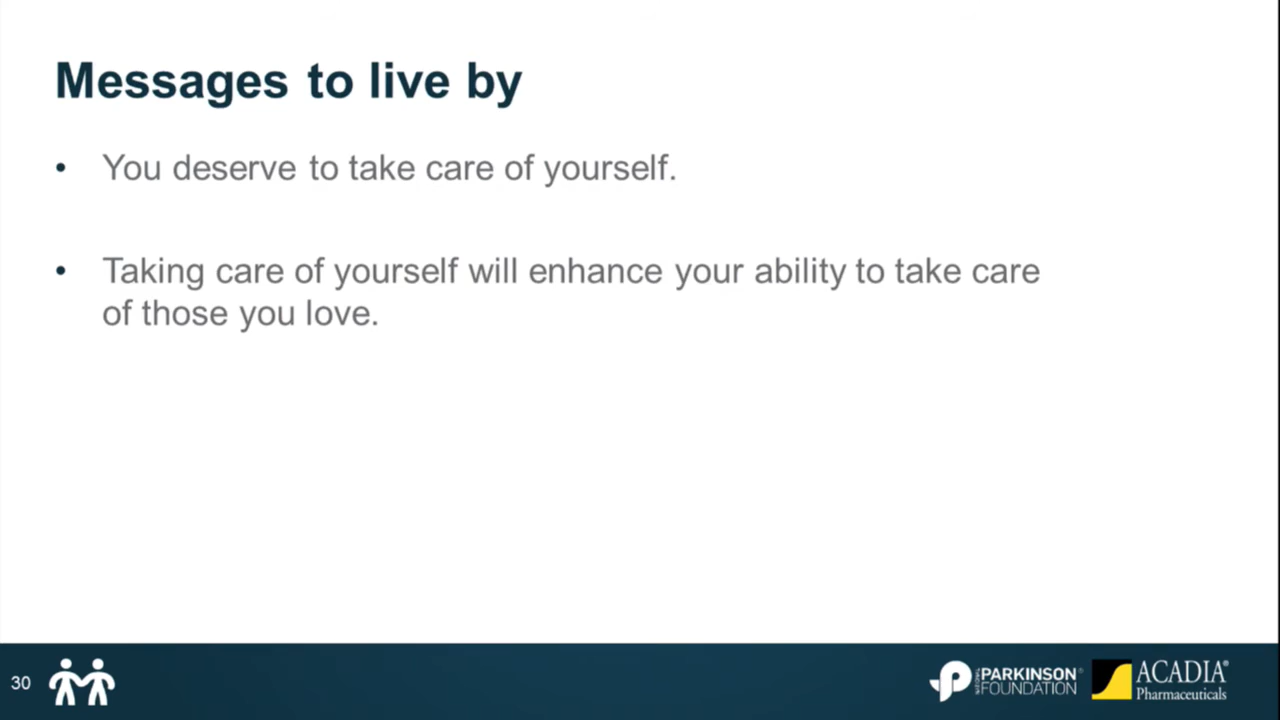 Messages to live by
• You deserve to take care of yourself.
• Taking care of yourself will enhance your ability to take care
of those you love.
30
NATIONAL PARKINSON FOUNDATION®
ACADIA®
Pharmaceuticals